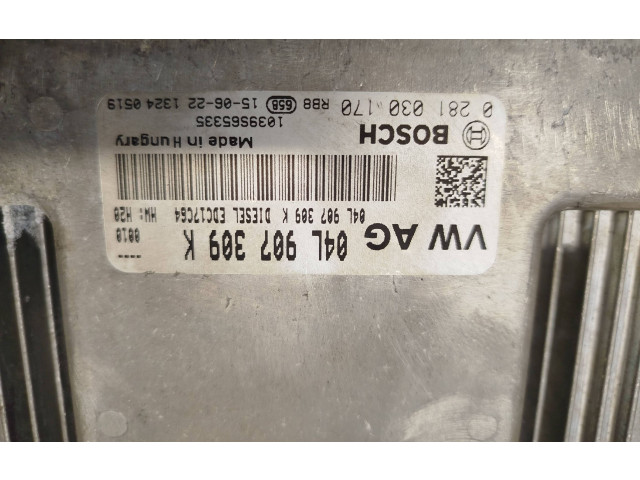 VW AG 04L 907 309 K
0010 ---
04L 907 309 K DIESEL EDC17C64 HW: H20
BOSCH
Made in Hungary
1039S65335
0 281 030 170 RB8 658 15-06-22 1324 0519